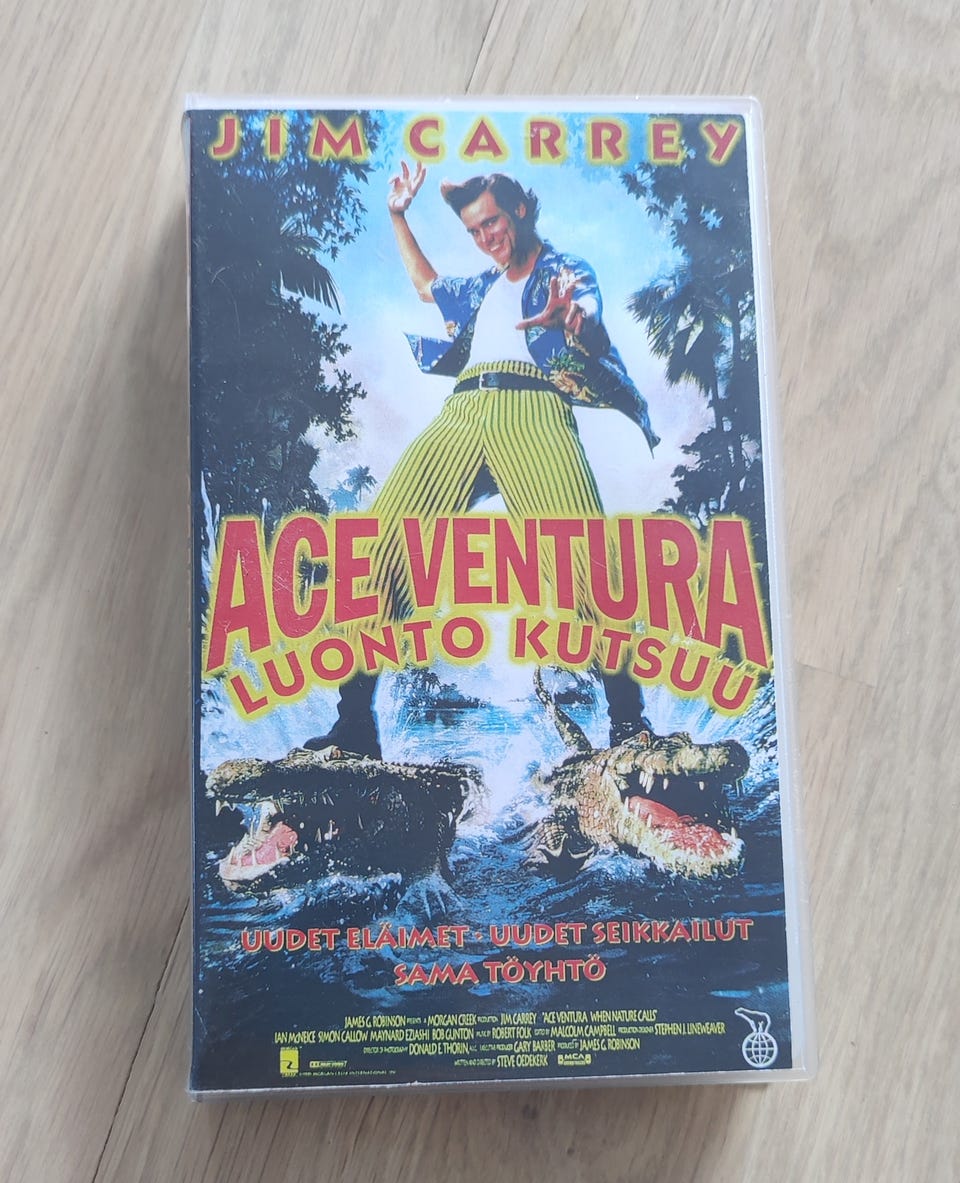 JIM CARREY
ACE VENTURA
LUONTO KUTSUU
UUDET ELÄIMET · UUDET SEIKKAILUT
SAMA TÖYHTÖ
JAMES G. ROBINSON PRESENTS A MORGAN CREEK PRODUCTION JIM CARREY "ACE VENTURA WHEN NATURE CALLS"
IAN McNEICE SIMON CALLOW MAYNARD EZIASHI BOB GUNTON MUSIC BY ROBERT FOLK EDITED BY MALCOLM CAMPBELL PRODUCTION DESIGNER STEPHEN J. LINEWEAVER
DIRECTOR OF PHOTOGRAPHY DONALD E. THORIN, A.S.C. EXECUTIVE PRODUCER GARY BARBER PRODUCED BY JAMES G. ROBINSON
WRITTEN AND DIRECTED BY STEVE OEDEKERK
MCA